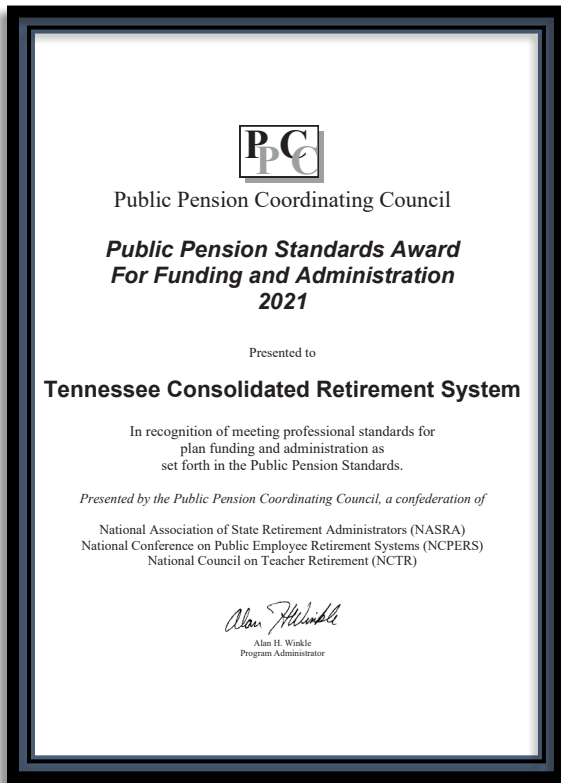 PPCC
Public Pension Coordinating Council
Public Pension Standards Award
For Funding and Administration
2021
Presented to
Tennessee Consolidated Retirement System
In recognition of meeting professional standards for
plan funding and administration as
set forth in the Public Pension Standards.
Presented by the Public Pension Coordinating Council, a confederation of
National Association of State Retirement Administrators (NASRA)
National Conference on Public Employee Retirement Systems (NCPERS)
National Council on Teacher Retirement (NCTR)
Alan H Winkle
Alan H. Winkle
Program Administrator